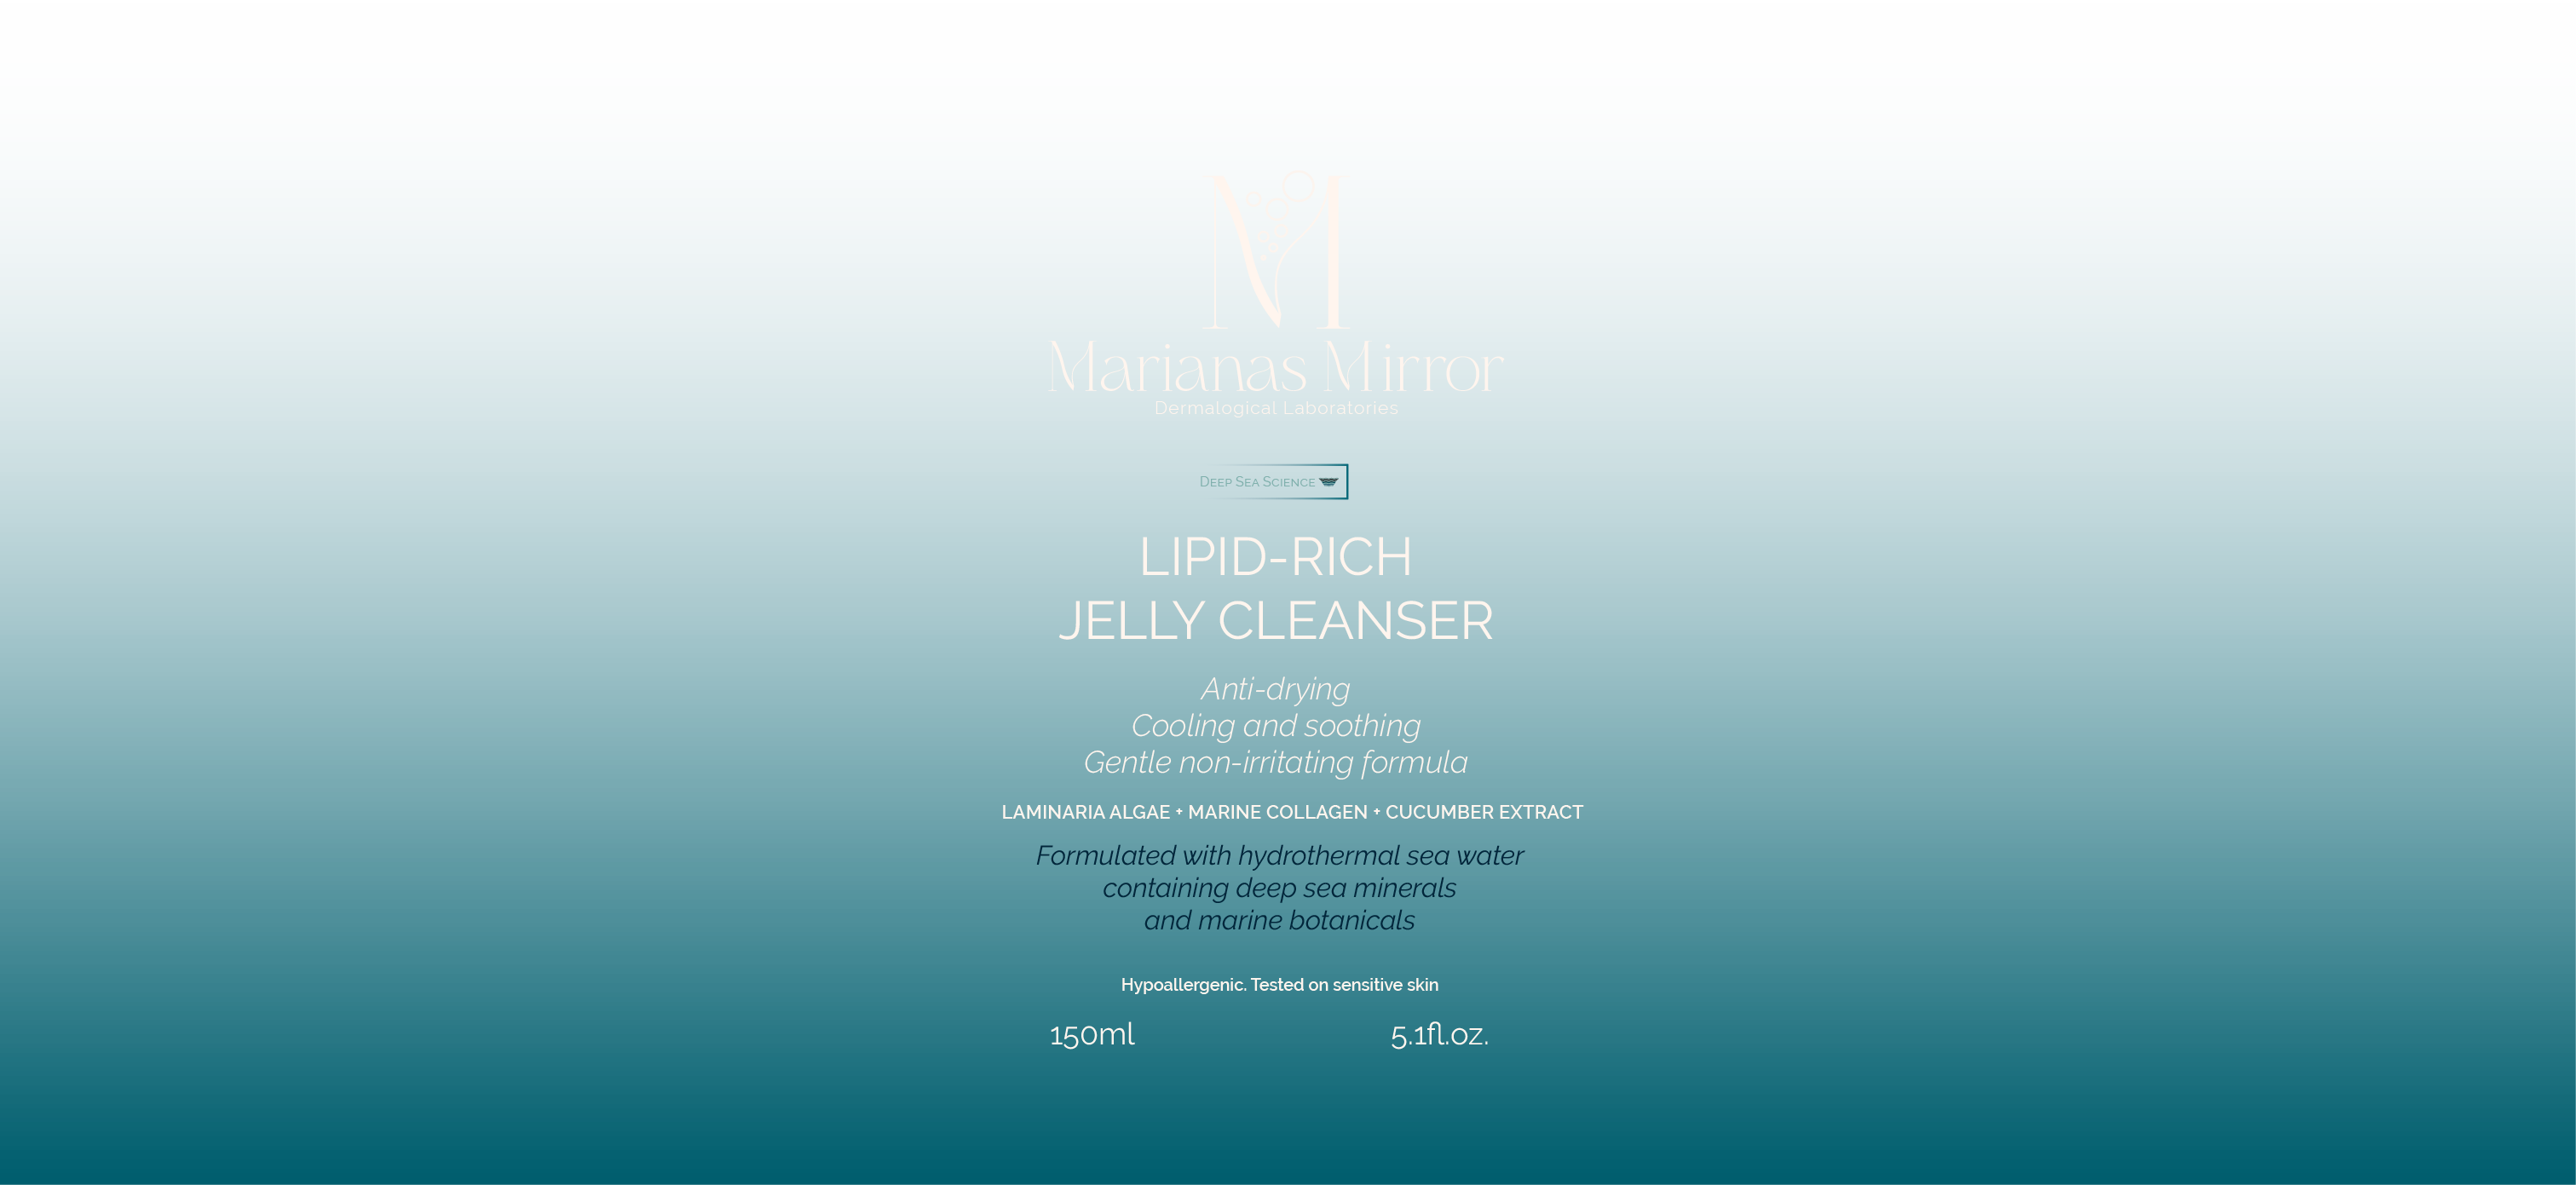 M
Marianas Mirror
Dermalogical Laboratories
DEEP SEA SCIENCE
LIPID-RICH
JELLY CLEANSER
Anti-drying
Cooling and soothing
Gentle non-irritating formula
LAMINARIA ALGAE + MARINE COLLAGEN + CUCUMBER EXTRACT
Formulated with hydrothermal sea water
containing deep sea minerals
and marine botanicals
Hypoallergenic. Tested on sensitive skin
150ml 5.1fl.oz.